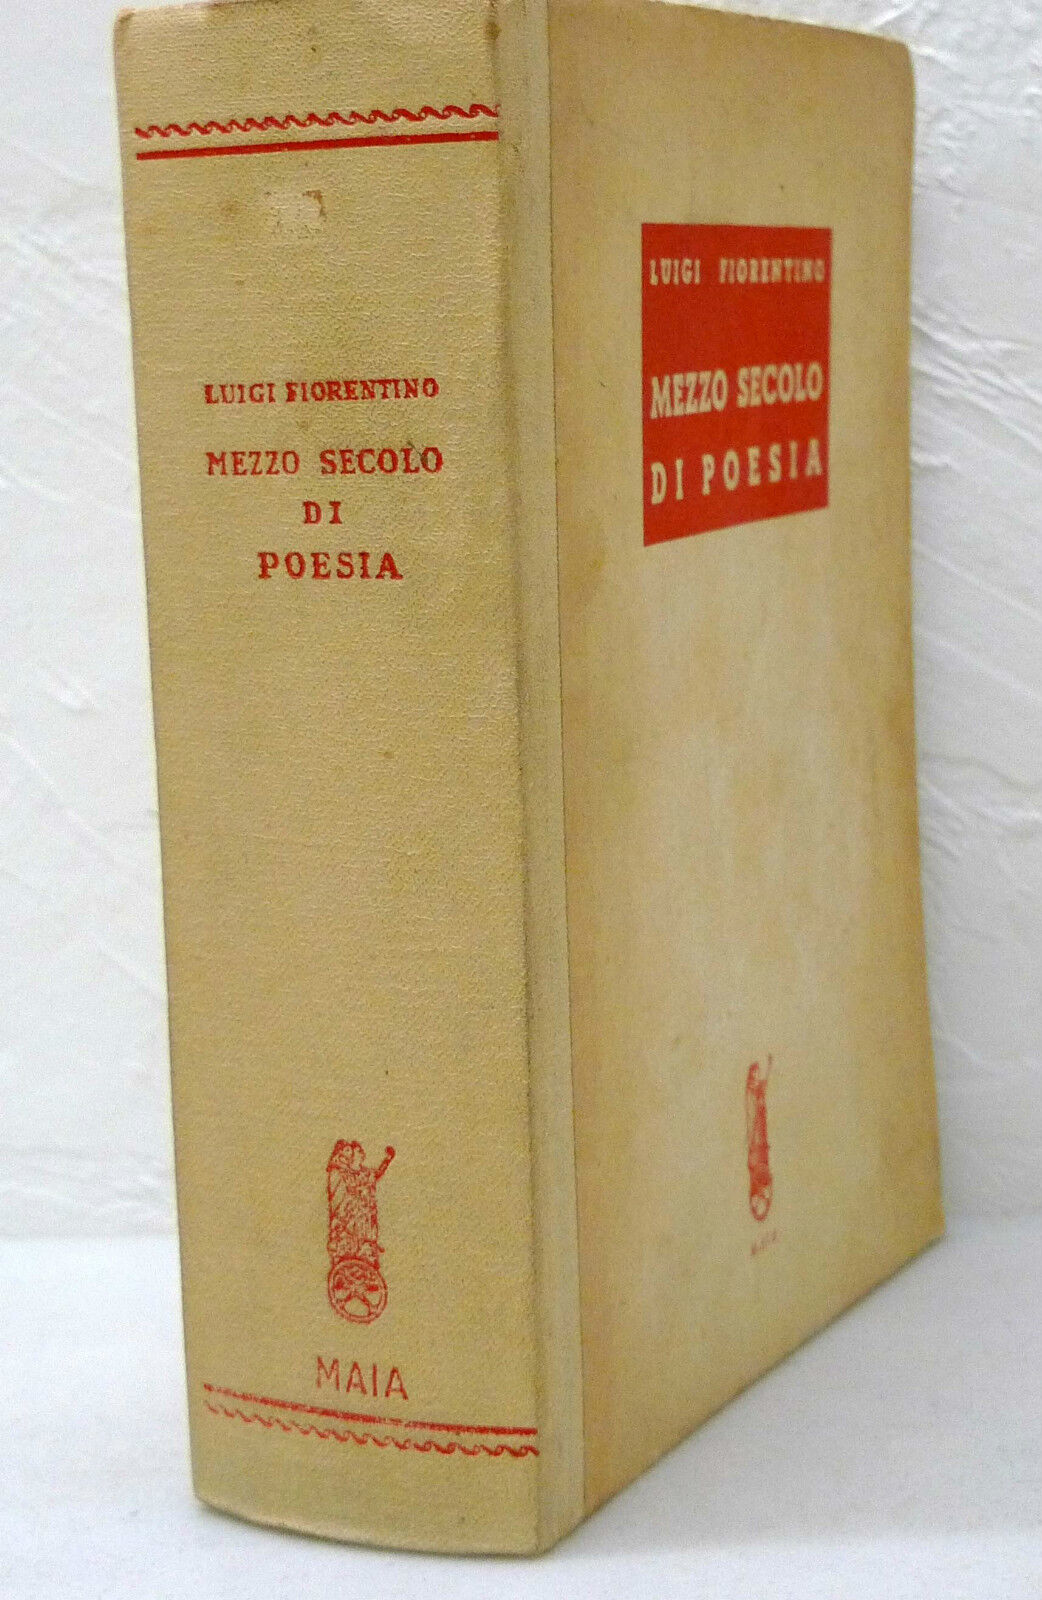 LUIGI FIORENTINO
MEZZO SECOLO
DI
POESIA
MAIA
LUIGI FIORENTINO
MEZZO SECOLO
DI POESIA